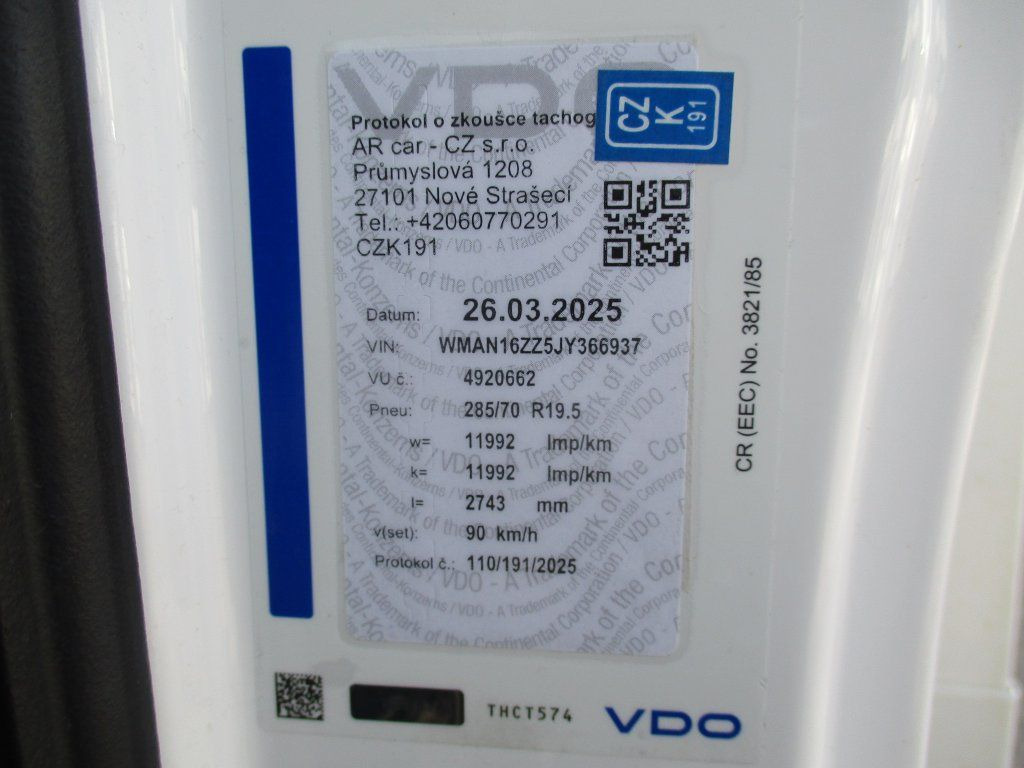 VDO
CZ
K
191
Protokol o zkoušce tachog
AR car - CZ s.r.o.
Průmyslová 1208
27101 Nové Strašecí
Tel.: +42060770291
CZK191
Datum: 26.03.2025
VIN: WMAN16ZZ5JY366937
VU č.: 4920662
Pneu: 285/70 R19.5
w= 11992 Imp/km
k= 11992 Imp/km
l= 2743 mm
v(set): 90 km/h
Protokol č.: 110/191/2025
CR (EEC) No. 3821/85
THCT574
VDO